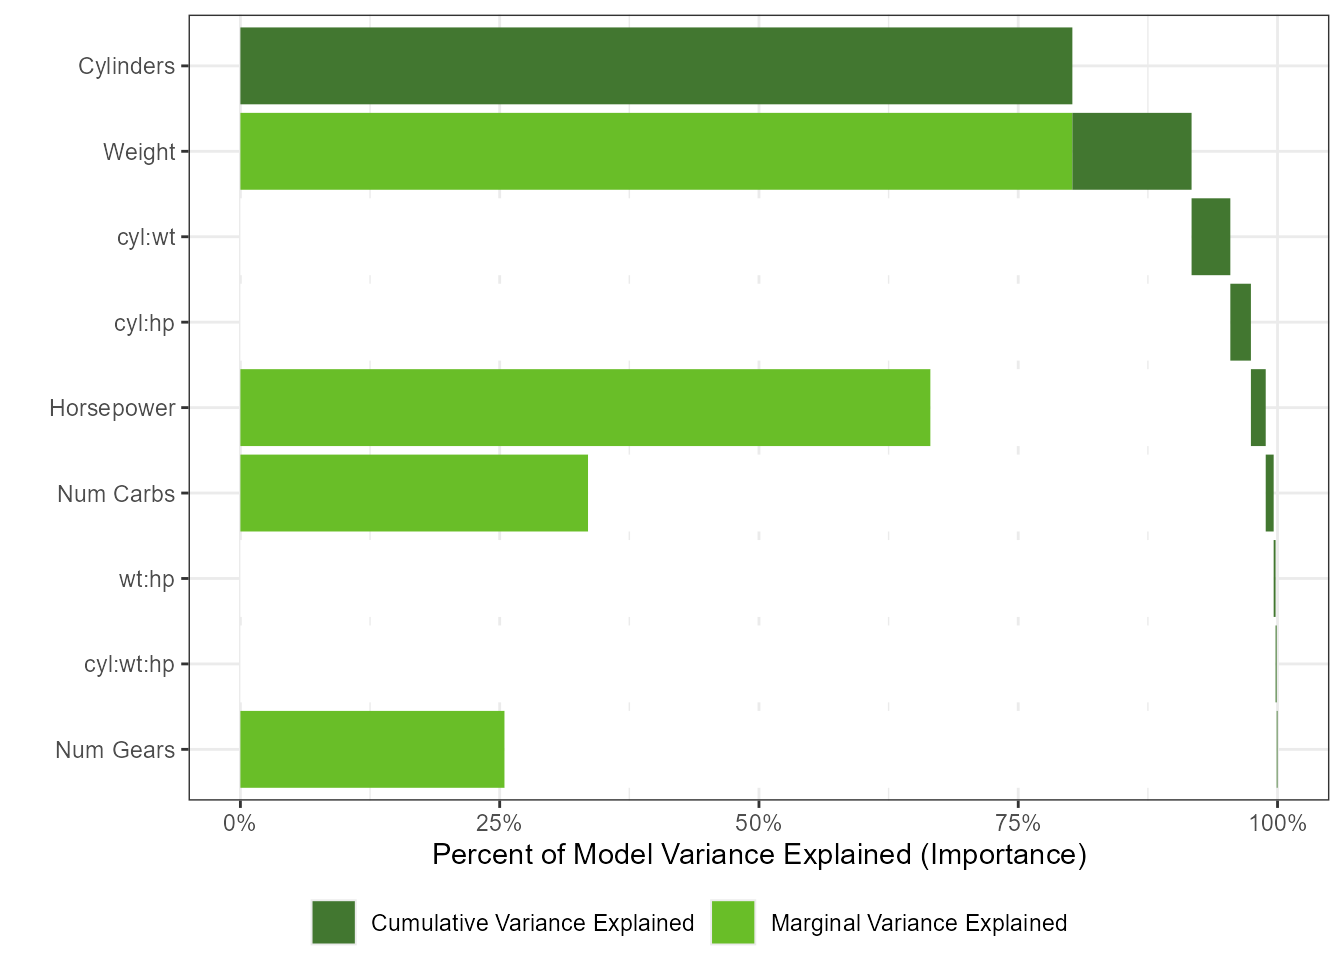 Cylinders
Weight
cyl:wt
cyl:hp
Horsepower
Num Carbs
wt:hp
cyl:wt:hp
Num Gears
0% 25% 50% 75% 100%
Percent of Model Variance Explained (Importance)
Cumulative Variance Explained Marginal Variance Explained